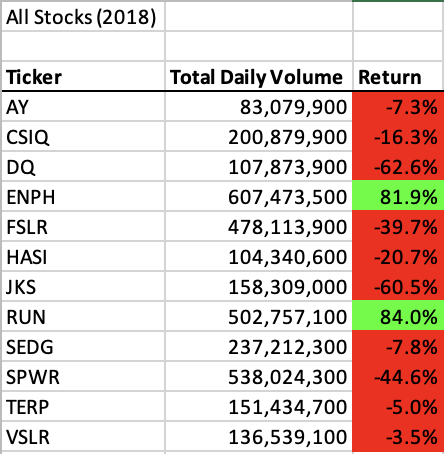 All Stocks (2018)
Ticker Total Daily Volume Return
AY 83,079,900 -7.3%
CSIQ 200,879,900 -16.3%
DQ 107,873,900 -62.6%
ENPH 607,473,500 81.9%
FSLR 478,113,900 -39.7%
HASI 104,340,600 -20.7%
JKS 158,309,000 -60.5%
RUN 502,757,100 84.0%
SEDG 237,212,300 -7.8%
SPWR 538,024,300 -44.6%
TERP 151,434,700 -5.0%
VSLR 136,539,100 -3.5%